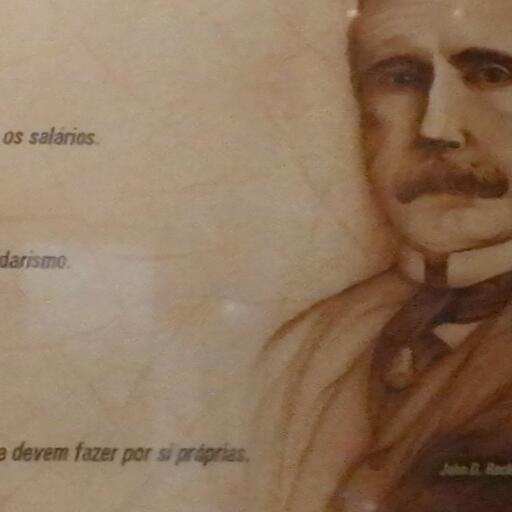 os salários.
darismo.
a devem fazer por si próprias.
John D. Rock